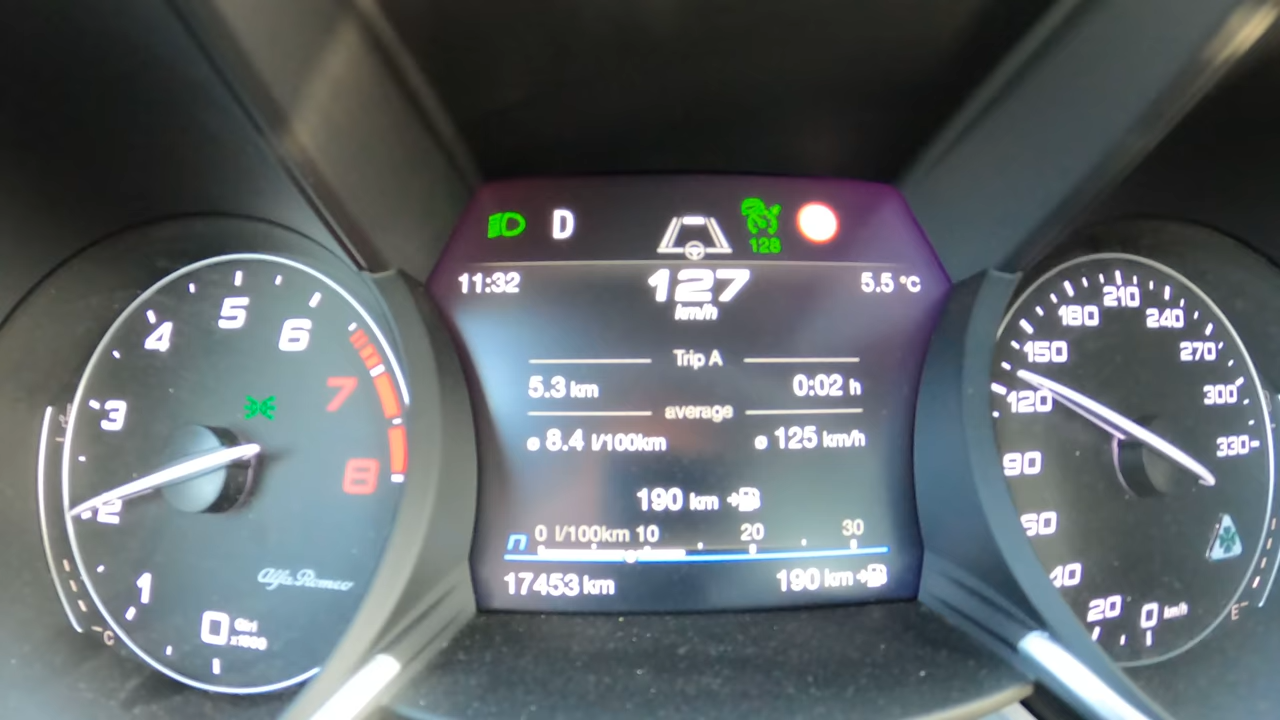 D
128
11:32 127 5.5 °C
km/h
Trip A
5.3 km 0:02 h
average
ø 8.4 l/100km ø 125 km/h
190 km
0 l/100km 10 20 30
n
17453 km 190 km
0 1 2 3 4 5 6 7 8
Giri
x1000
Alfa Romeo
C
0 20 40 60 90 120 150 180 210 240 270 300 330
km/h
E